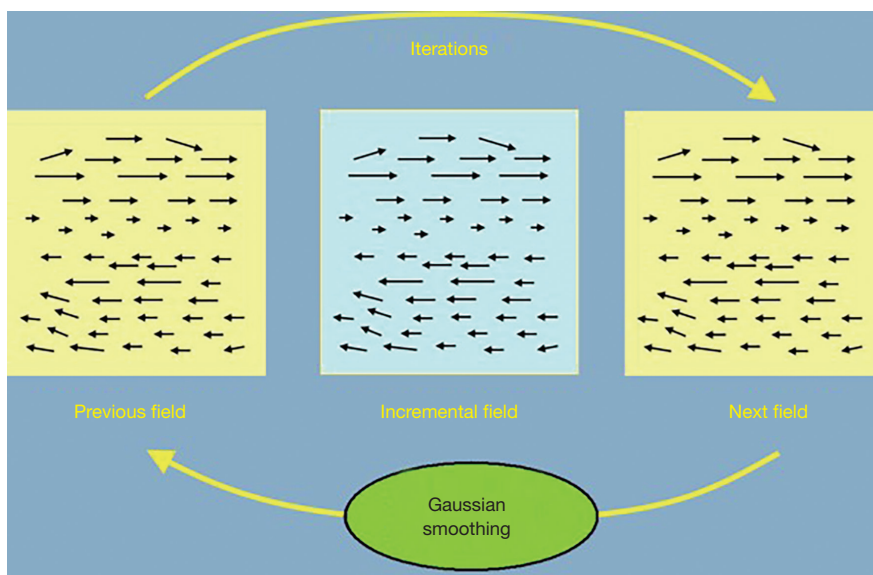 Iterations
Previous field
Incremental field
Next field
Gaussian
smoothing